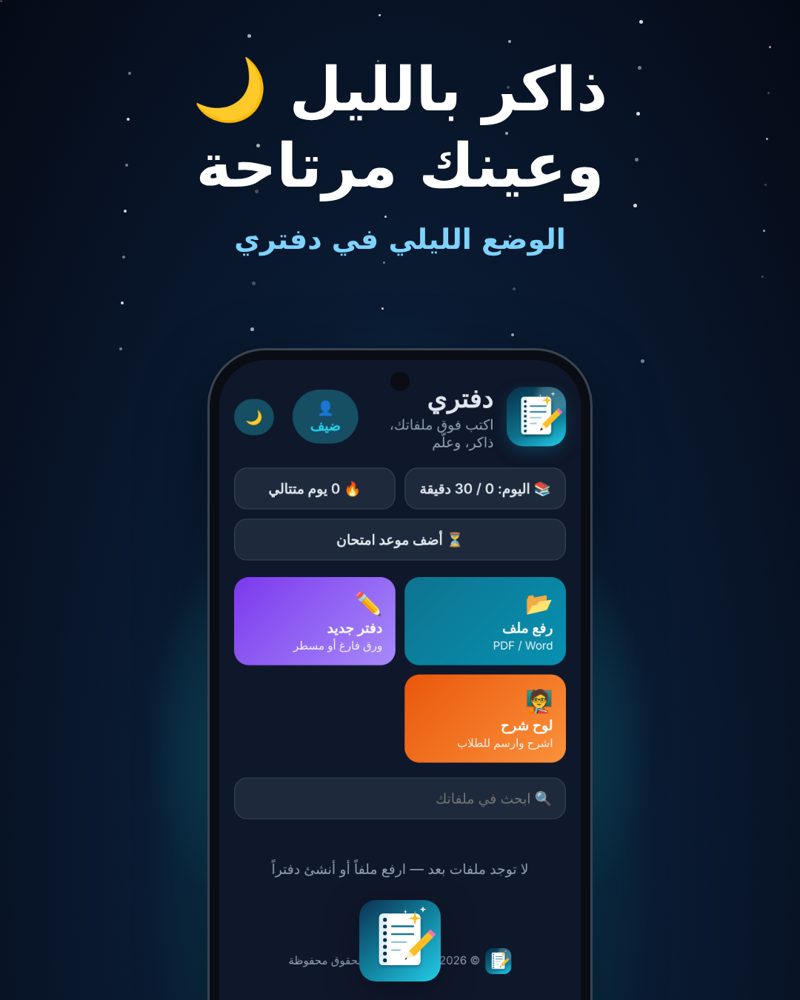 ذاكر بالليل 🌙
وعينك مرتاحة
الوضع الليلي في دفتري
دفتري
اكتب فوق ملفاتك،
ذاكر، وعلّم
👤
ضيف
🌙
📚 اليوم: 0 / 30 دقيقة
🔥 0 يوم متتالي
⏳ أضف موعد امتحان
📂
رفع ملف
PDF / Word
✏️
دفتر جديد
ورق فارغ أو مسطر
🧑‍🏫
لوح شرح
اشرح وارسم للطلاب
🔍 ابحث في ملفاتك
لا توجد ملفات بعد — ارفع ملفاً أو أنشئ دفتراً
© 2026 محفوظة